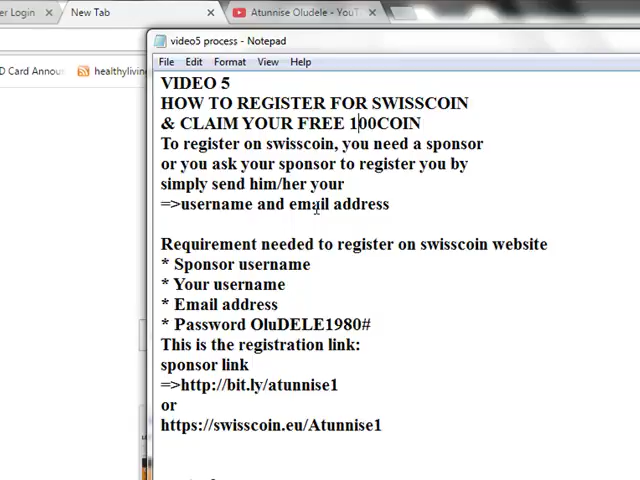 er Login
New Tab
Atunnise Oludele - YouT
D Card Announ
healthyliving
video5 process - Notepad
File Edit Format View Help
VIDEO 5
HOW TO REGISTER FOR SWISSCOIN
& CLAIM YOUR FREE 100COIN
To register on swisscoin, you need a sponsor
or you ask your sponsor to register you by
simply send him/her your
=>username and email address
Requirement needed to register on swisscoin website
* Sponsor username
* Your username
* Email address
* Password OluDELE1980#
This is the registration link:
sponsor link
=>http://bit.ly/atunnise1
or
https://swisscoin.eu/Atunnise1